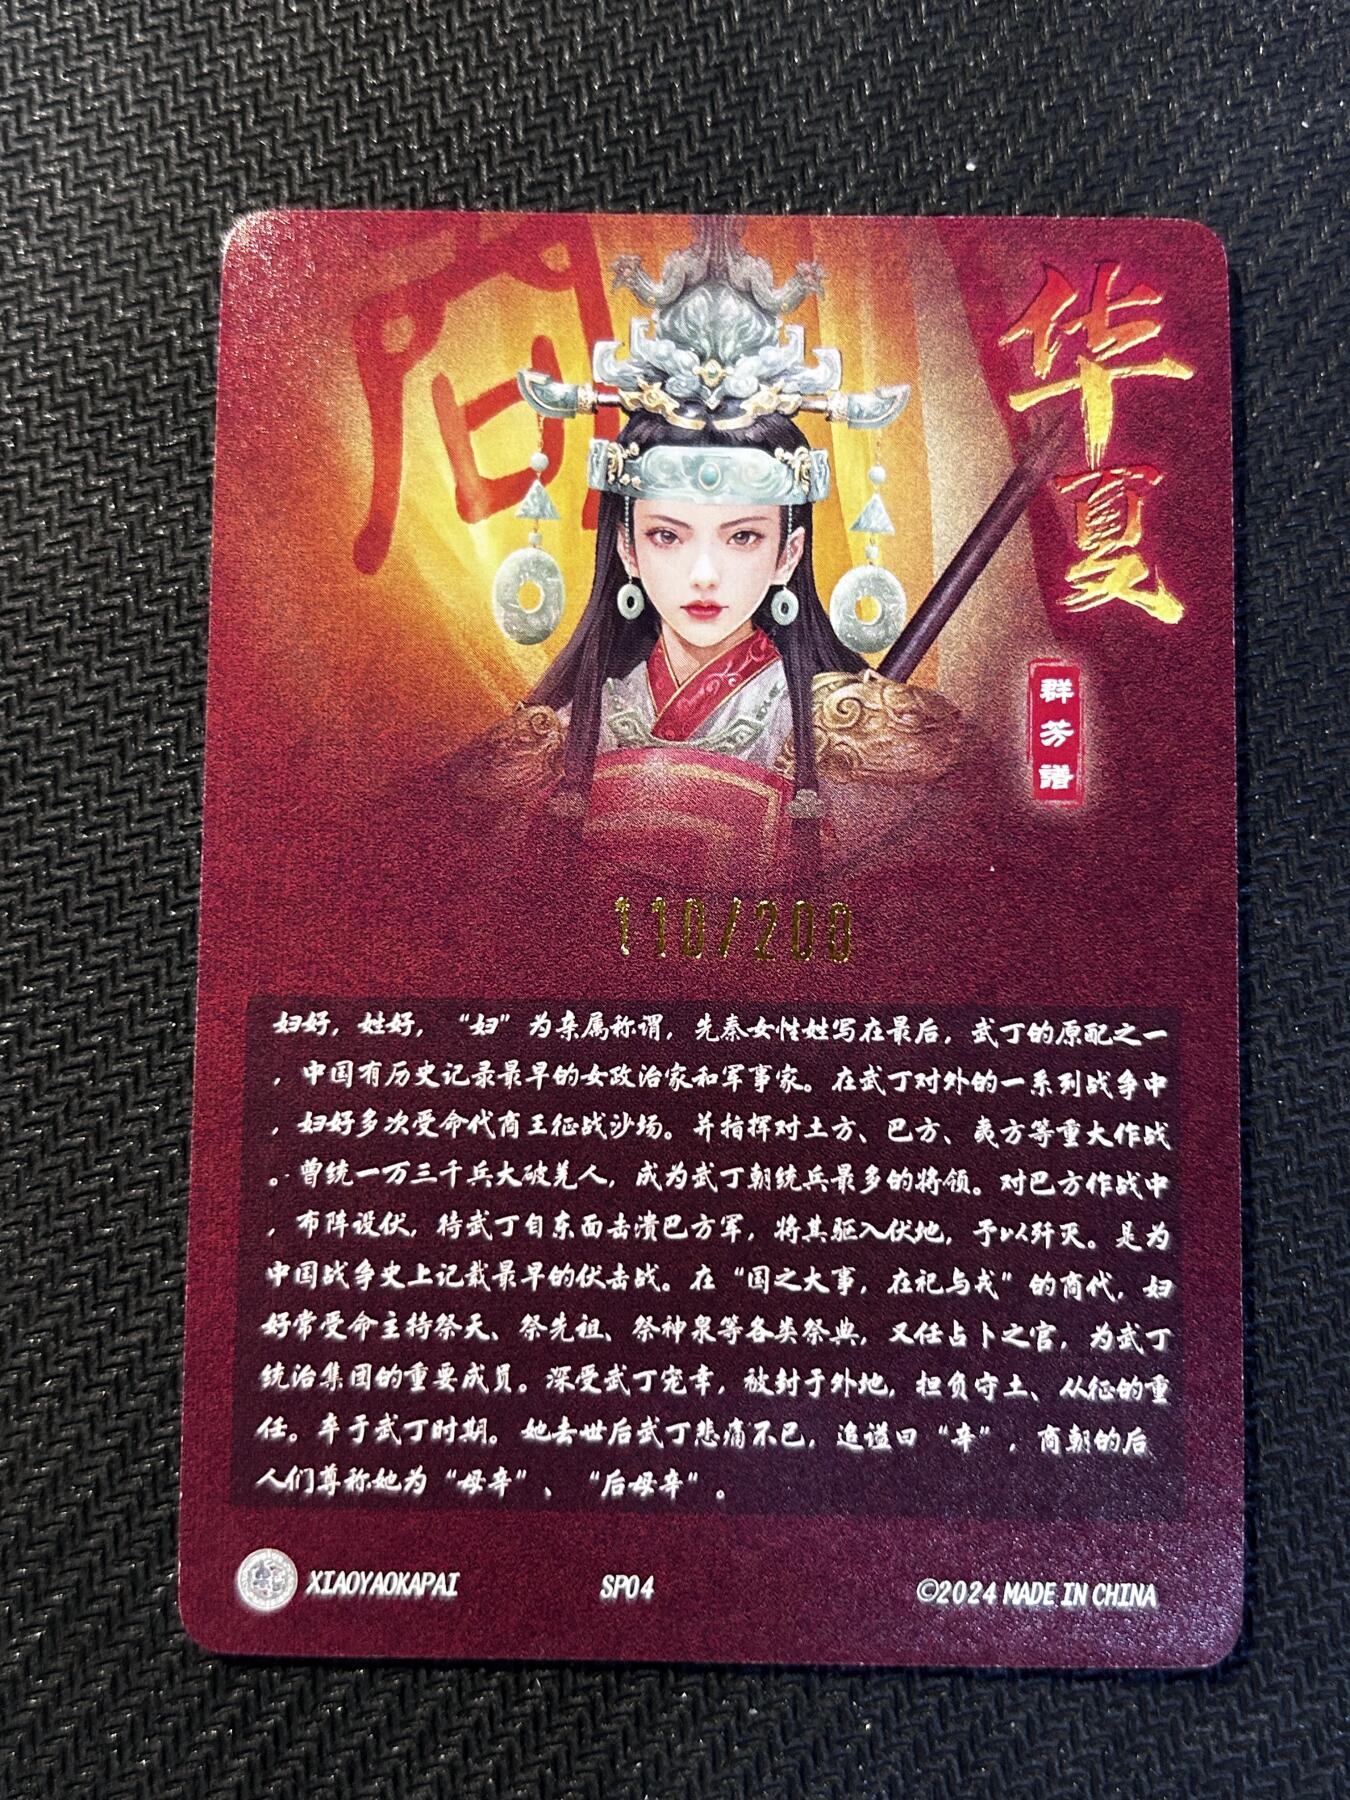 商
华夏
群芳谱
110/200
妇好，姓好，“妇”为亲属称谓，先秦女性姓写在最后，武丁的原配之一
，中国有历史记录最早的女政治家和军事家。在武丁对外的一系列战争中
，妇好多次受命代商王征战沙场。并指挥对土方、巴方、夷方等重大作战
。曾统一万三千兵大破羌人，成为武丁朝统兵最多的将领。对巴方作战中
，布阵设伏，待武丁自东面击溃巴方军，将其驱入伏地，予以歼灭。是为
中国战争史上记载最早的伏击战。在“国之大事，在祀与戎”的商代，妇
好常受命主持祭天、祭先祖、祭神泉等各类祭典，又任占卜之官，为武丁
统治集团的重要成员。深受武丁宠幸，被封于外地，担负守土、从征的重
任。卒于武丁时期。她去世后武丁悲痛不已，追谥曰“辛”，商朝的后
人们尊称她为“母辛”、“后母辛”。
XIAOYAOKAPAI
SP04
©2024 MADE IN CHINA